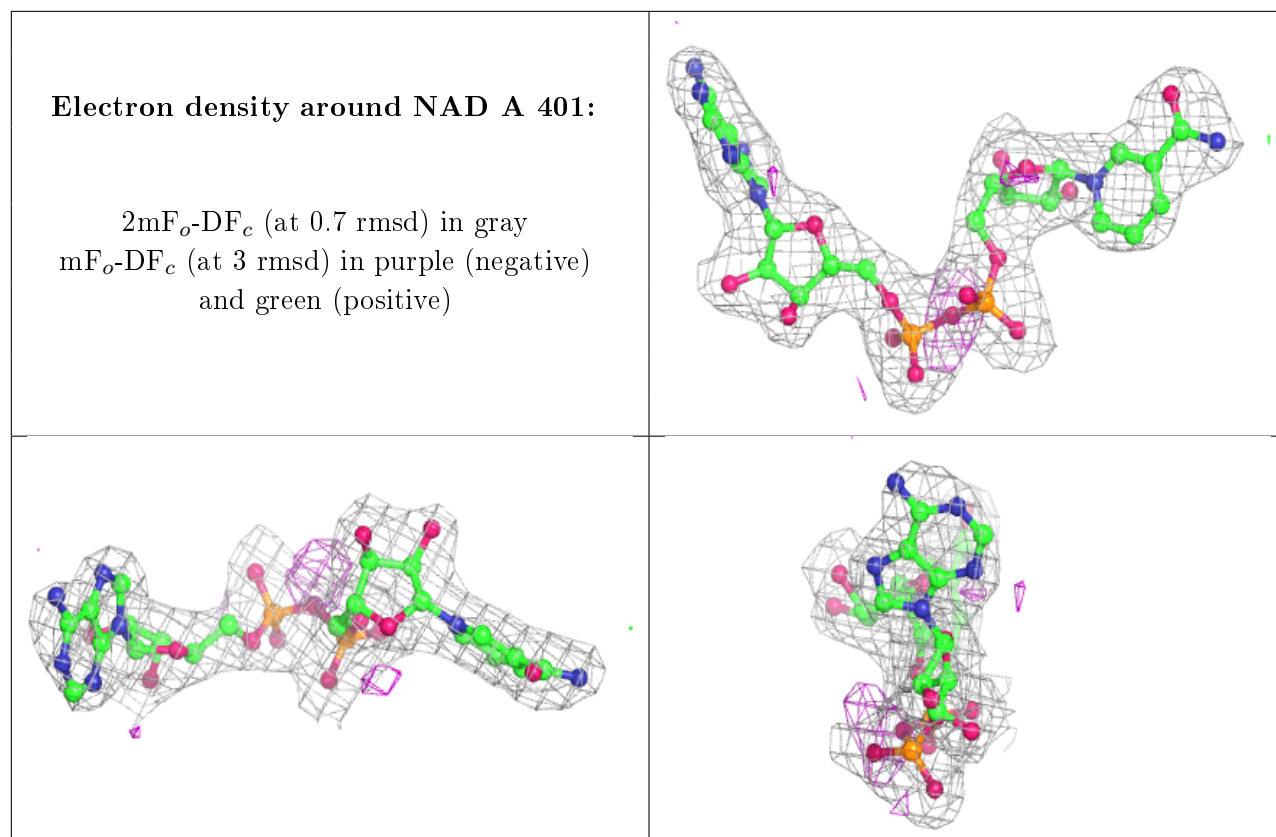 Electron density around NAD A 401:
2mFₒ-DF𝒸 (at 0.7 rmsd) in gray
mFₒ-DF𝒸 (at 3 rmsd) in purple (negative)
and green (positive)